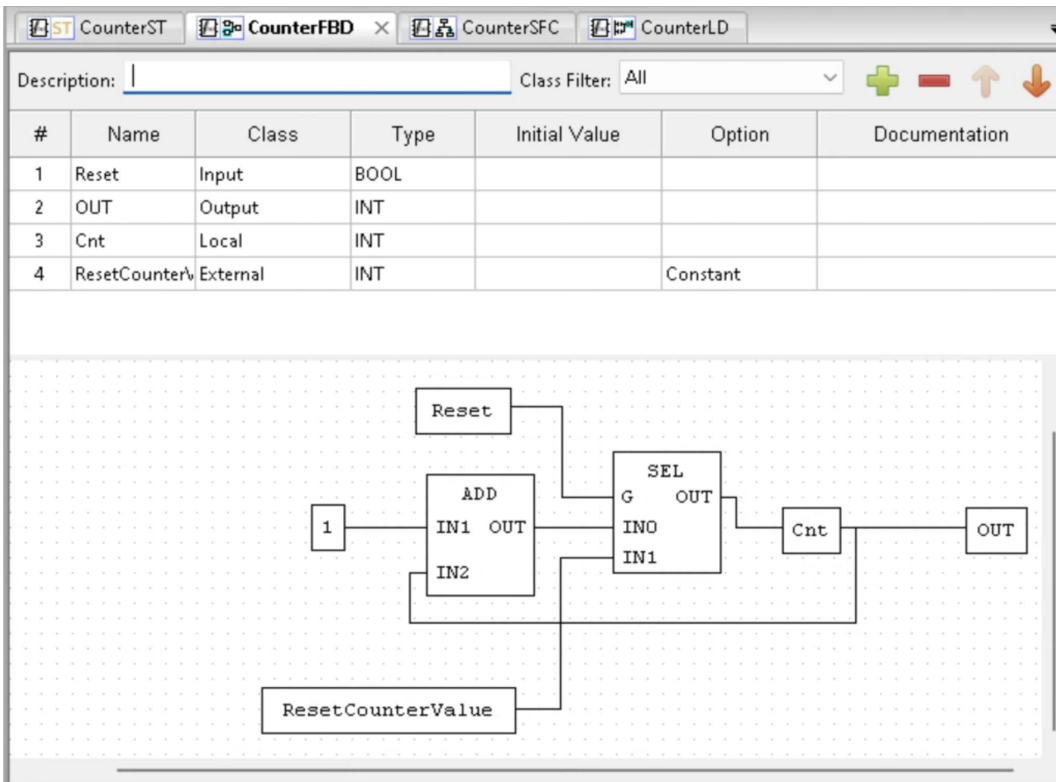 ST CounterST CounterFBD CounterSFC CounterLD
Description: Class Filter: All
# Name Class Type Initial Value Option Documentation
1 Reset Input BOOL
2 OUT Output INT
3 Cnt Local INT
4 ResetCounterV External INT Constant
Reset
SEL
ADD G OUT
1 IN1 OUT IN0 Cnt OUT
IN1
IN2
ResetCounterValue